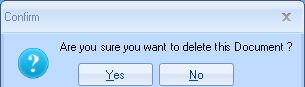 Confirm
Are you sure you want to delete this Document ?
Yes No